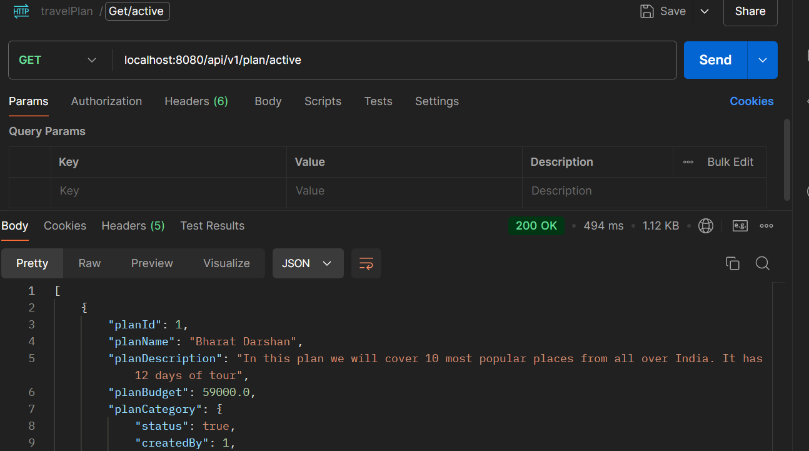 HTTP travelPlan / Get/active Save Share
GET localhost:8080/api/v1/plan/active Send
Params Authorization Headers (6) Body Scripts Tests Settings Cookies
Query Params
Key Value Description Bulk Edit
Key Value Description
Body Cookies Headers (5) Test Results 200 OK 494 ms 1.12 KB e.g.
Pretty Raw Preview Visualize JSON
1 [
2 {
3 "planId": 1,
4 "planName": "Bharat Darshan",
5 "planDescription": "In this plan we will cover 10 most popular places from all over India. It has
12 days of tour",
6 "planBudget": 59000.0,
7 "planCategory": {
8 "status": true,
9 "createdBy": 1,